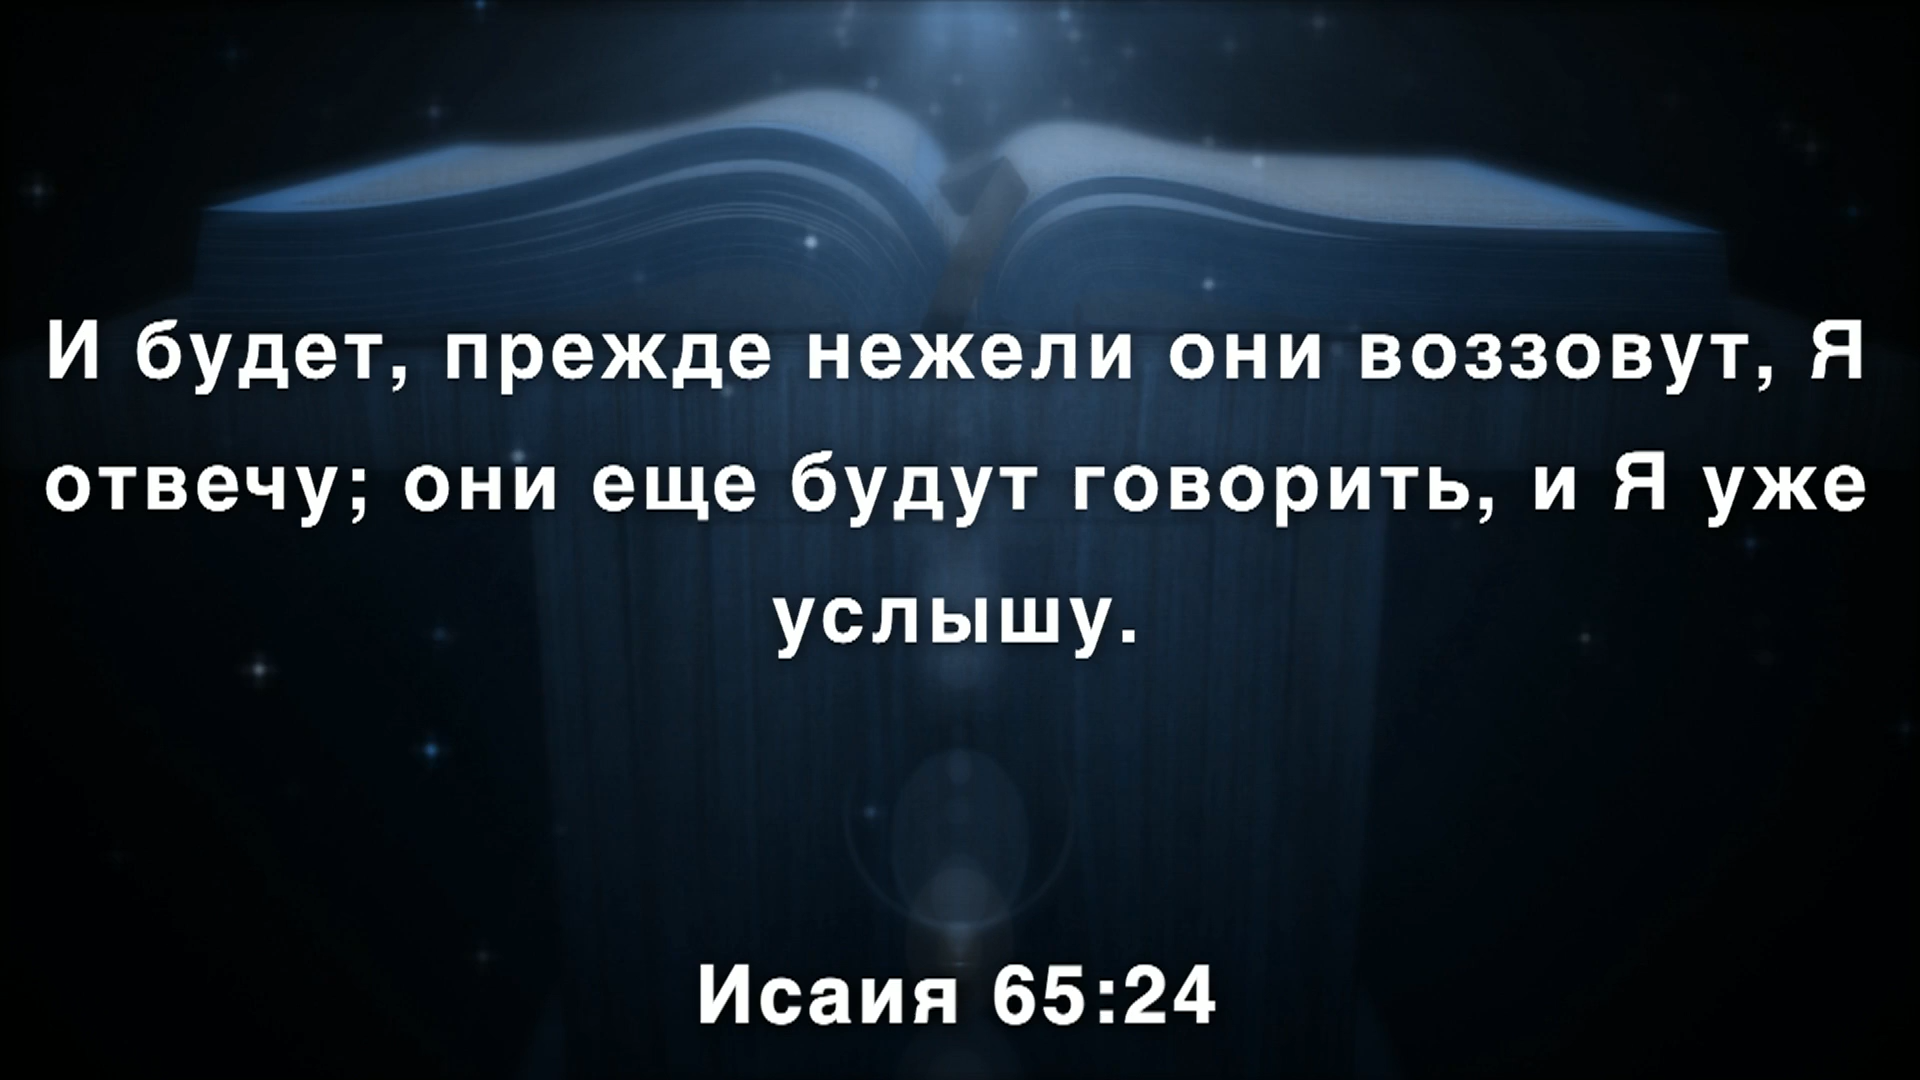 И будет, прежде нежели они воззовут, Я
отвечу; они еще будут говорить, и Я уже
услышу.
Исаия 65:24